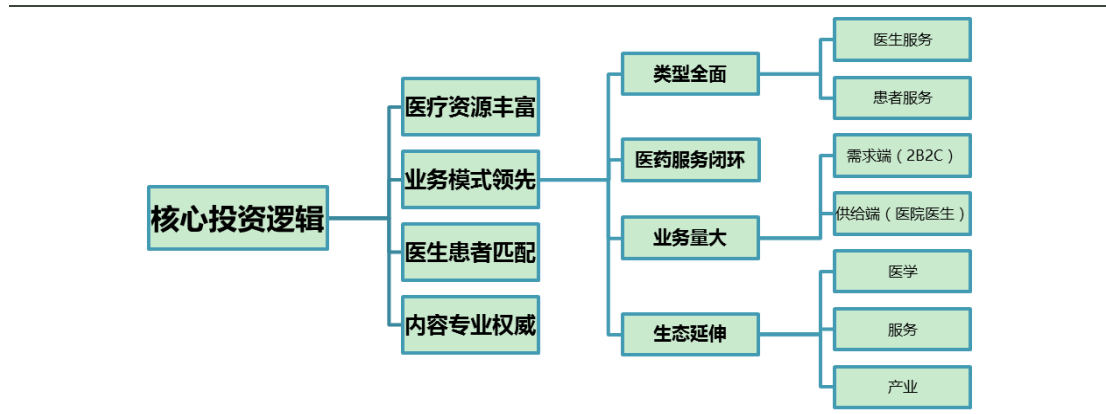 核心投资逻辑
医疗资源丰富
业务模式领先
医生患者匹配
内容专业权威
类型全面
医药服务闭环
业务量大
生态延伸
医生服务
患者服务
需求端（2B2C）
供给端（医院医生）
医学
服务
产业